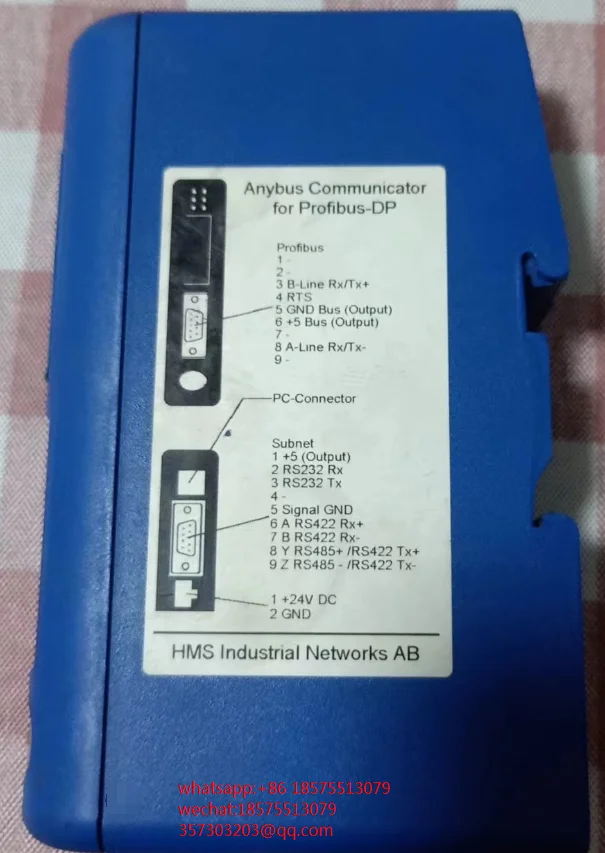 Anybus Communicator
for Profibus-DP
Profibus
1 -
2 -
3 B-Line Rx/Tx+
4 RTS
5 GND Bus (Output)
6 +5 Bus (Output)
7 -
8 A-Line Rx/Tx-
9 -
PC-Connector
Subnet
1 +5 (Output)
2 RS232 Rx
3 RS232 Tx
4 -
5 Signal GND
6 A RS422 Rx+
7 B RS422 Rx-
8 Y RS485+ /RS422 Tx+
9 Z RS485 - /RS422 Tx-
1 +24V DC
2 GND
HMS Industrial Networks AB
whatsapp:+86 18575513079
wechat:18575513079
357303203@qq.com